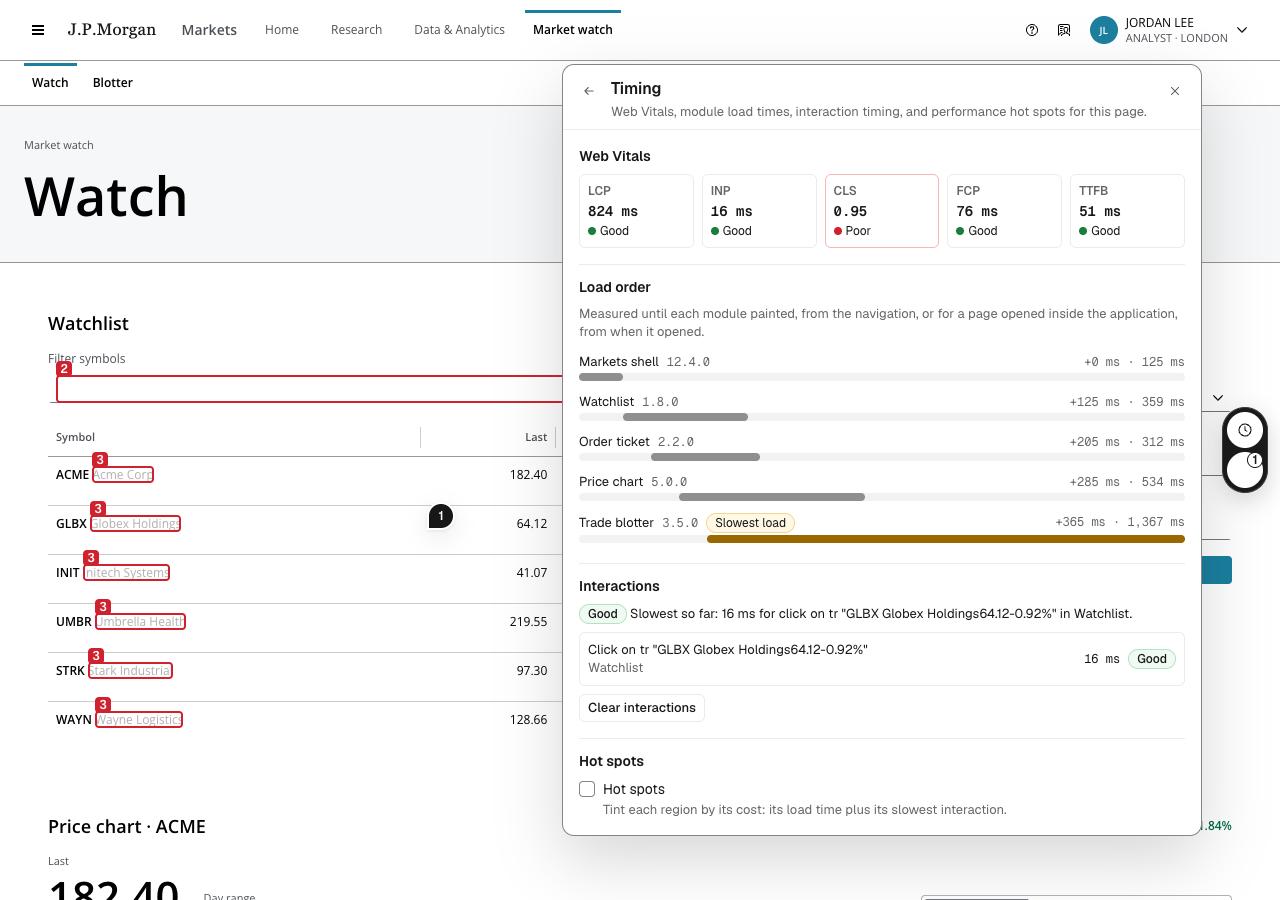 J.P.Morgan Markets Home Research Data & Analytics Market watch
JL JORDAN LEE
ANALYST · LONDON
Watch Blotter
Market watch
Watch
Watchlist
Filter symbols
2
Symbol Last
3
ACME Acme Corp 182.40
3
GLBX Globex Holdings 64.12
1
3
INIT Initech Systems 41.07
3
UMBR Umbrella Health 219.55
3
STRK Stark Industrial 97.30
3
WAYN Wayne Logistics 128.66
Price chart · ACME
Last
182.40 Day range
Timing
Web Vitals, module load times, interaction timing, and performance hot spots for this page.
Web Vitals
LCP
824 ms
Good
INP
16 ms
Good
CLS
0.95
Poor
FCP
76 ms
Good
TTFB
51 ms
Good
Load order
Measured until each module painted, from the navigation, or for a page opened inside the application,
from when it opened.
Markets shell 12.4.0 +0 ms · 125 ms
Watchlist 1.8.0 +125 ms · 359 ms
Order ticket 2.2.0 +205 ms · 312 ms
Price chart 5.0.0 +285 ms · 534 ms
Trade blotter 3.5.0 Slowest load +365 ms · 1,367 ms
Interactions
Good Slowest so far: 16 ms for click on tr "GLBX Globex Holdings64.12-0.92%" in Watchlist.
Click on tr "GLBX Globex Holdings64.12-0.92%"
Watchlist
16 ms Good
Clear interactions
Hot spots
Hot spots
Tint each region by its cost: its load time plus its slowest interaction.
1
.84%